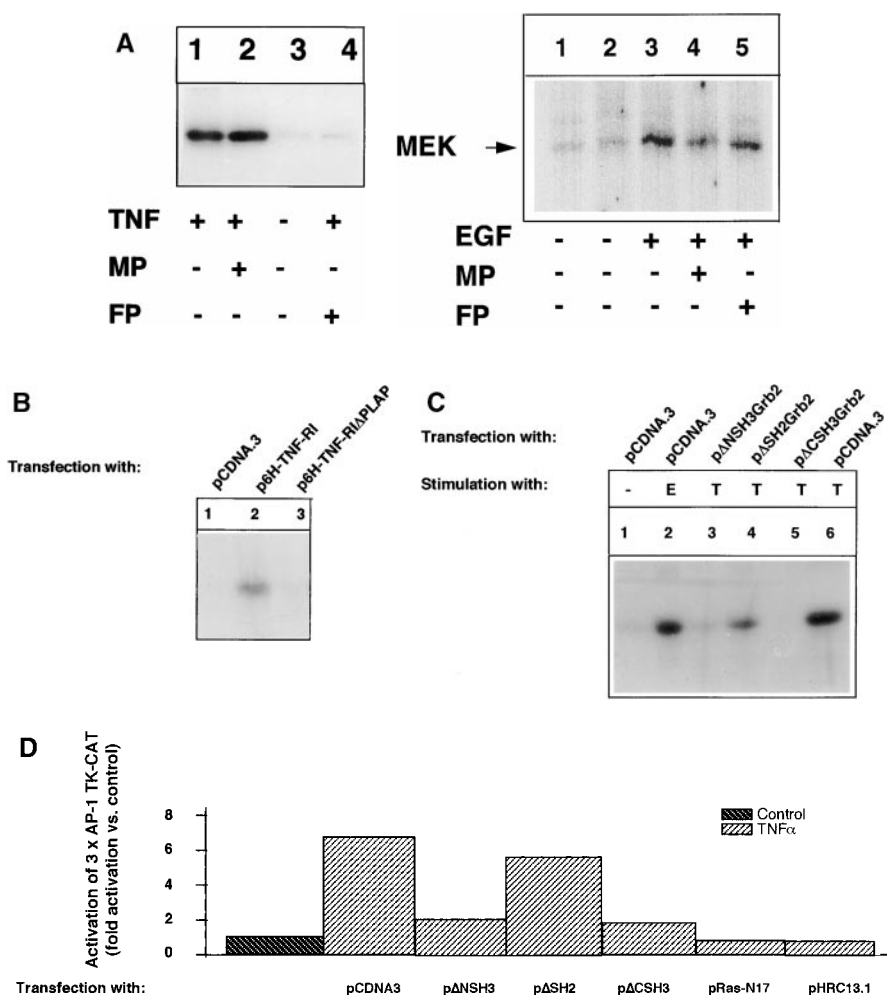 A
1 2 3 4
TNF + + - +
MP - + - -
FP - - - +
1 2 3 4 5
MEK
EGF - - + + +
MP - - - + -
FP - - - - +
B
Transfection with:
pCDNA.3
p6H-TNF-RI
p6H-TNF-RIΔPLAP
1 2 3
C
Transfection with:
pCDNA.3
pCDNA.3
pΔNSH3Grb2
pΔSH2Grb2
pΔCSH3Grb2
pCDNA.3
Stimulation with:
- E T T T T
1 2 3 4 5 6
D
Activation of 3 x AP-1 TK-CAT
(fold activation vs. control)
8
6
4
2
0
Control
TNFα
Transfection with:
pCDNA3 pΔNSH3 pΔSH2 pΔCSH3 pRas-N17 pHRC13.1